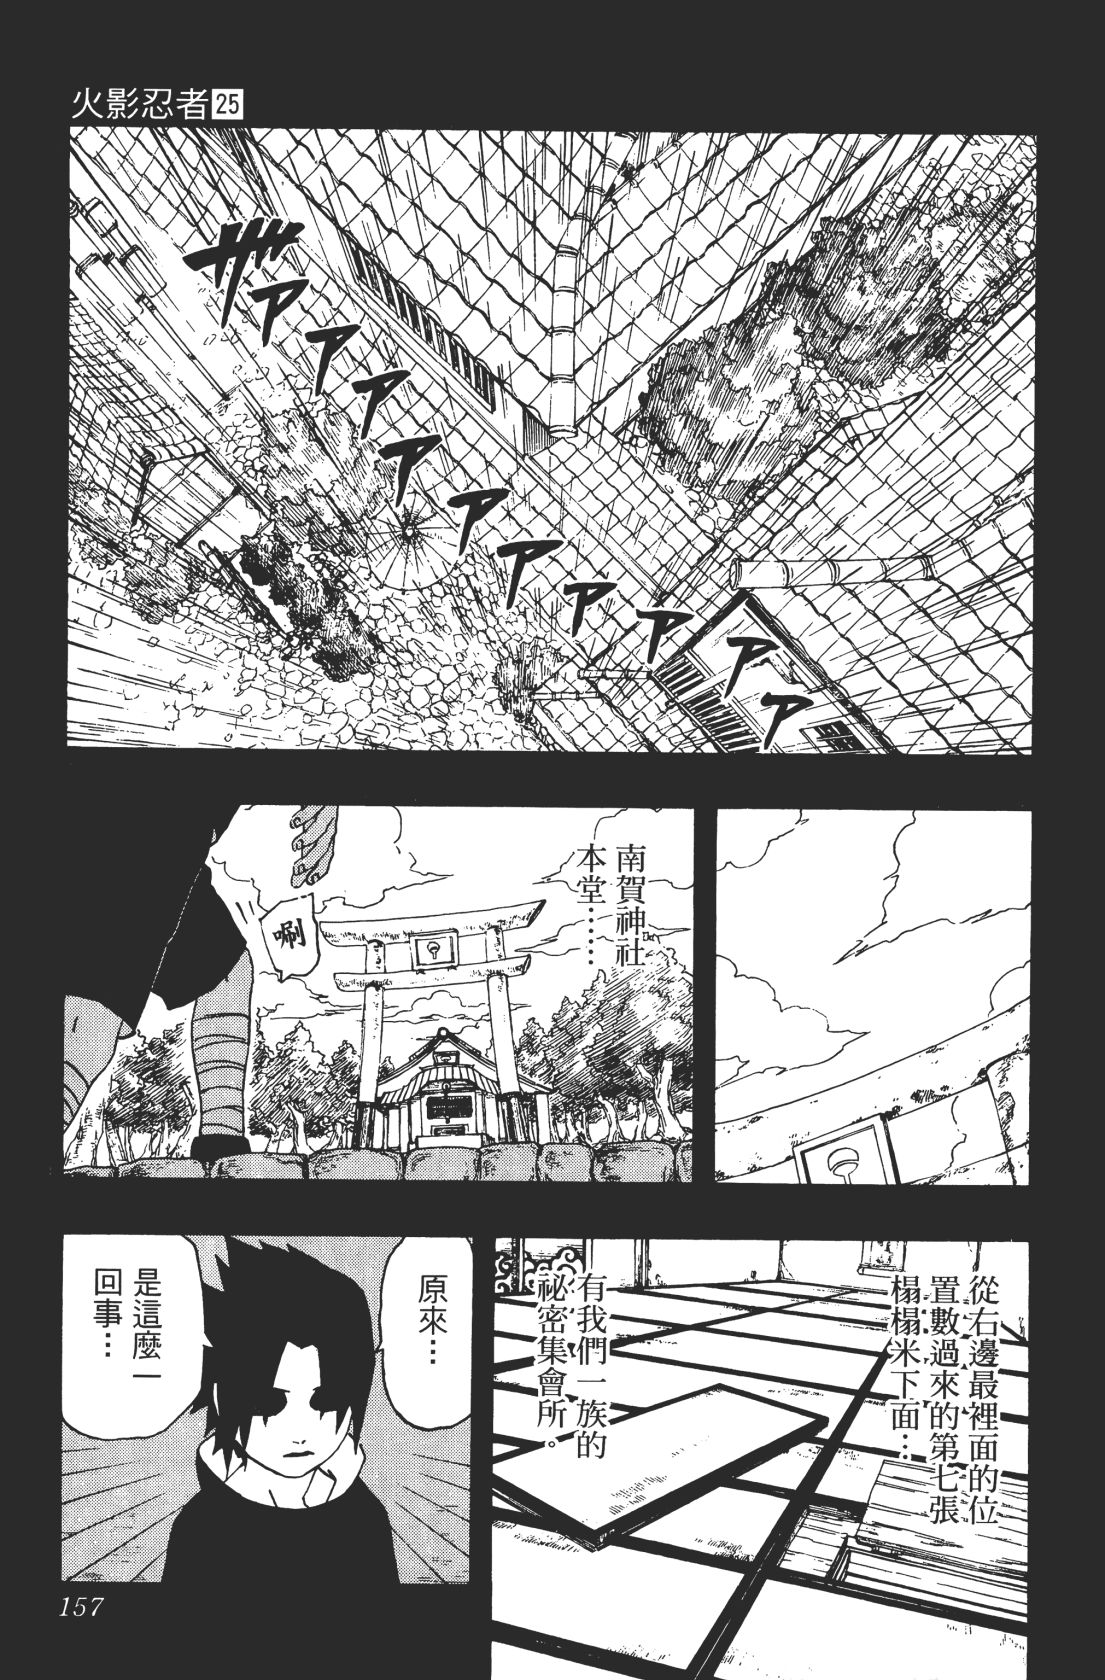 火影忍者25
ザアアアアアアアアアア
南賀神社
本堂……
唰
從右邊最裡面的位
置數過來的第七張
榻榻米下面…
有我們一族的
祕密集會所。
原來…
是這麼一
回事…
157